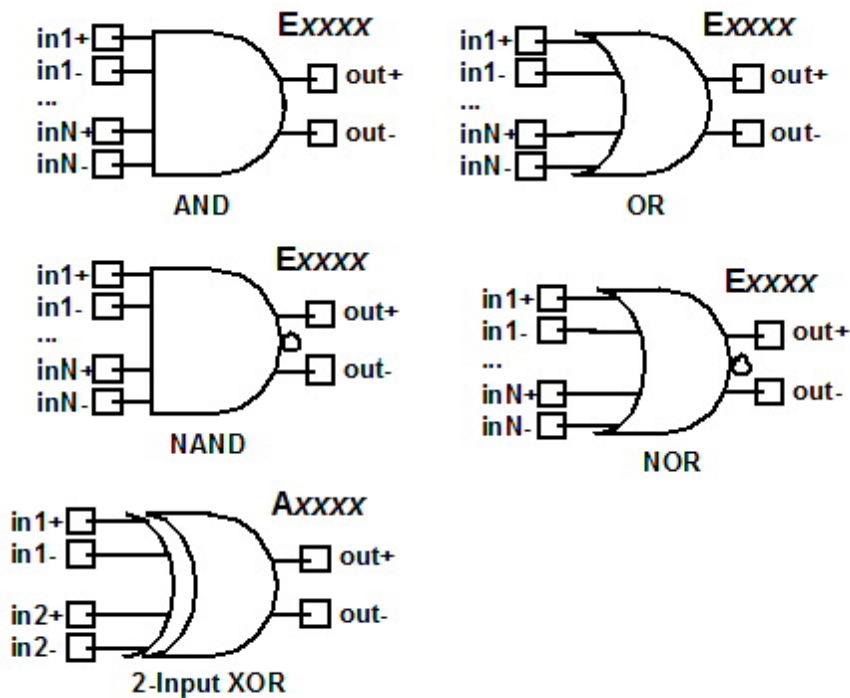 Exxxx
in1+
in1-
...
inN+
inN-
out+
out-
AND
Exxxx
in1+
in1-
...
inN+
inN-
out+
out-
OR
Exxxx
in1+
in1-
...
inN+
inN-
out+
out-
NAND
Exxxx
in1+
in1-
...
inN+
inN-
out+
out-
NOR
Axxxx
in1+
in1-
in2+
in2-
out+
out-
2-Input XOR